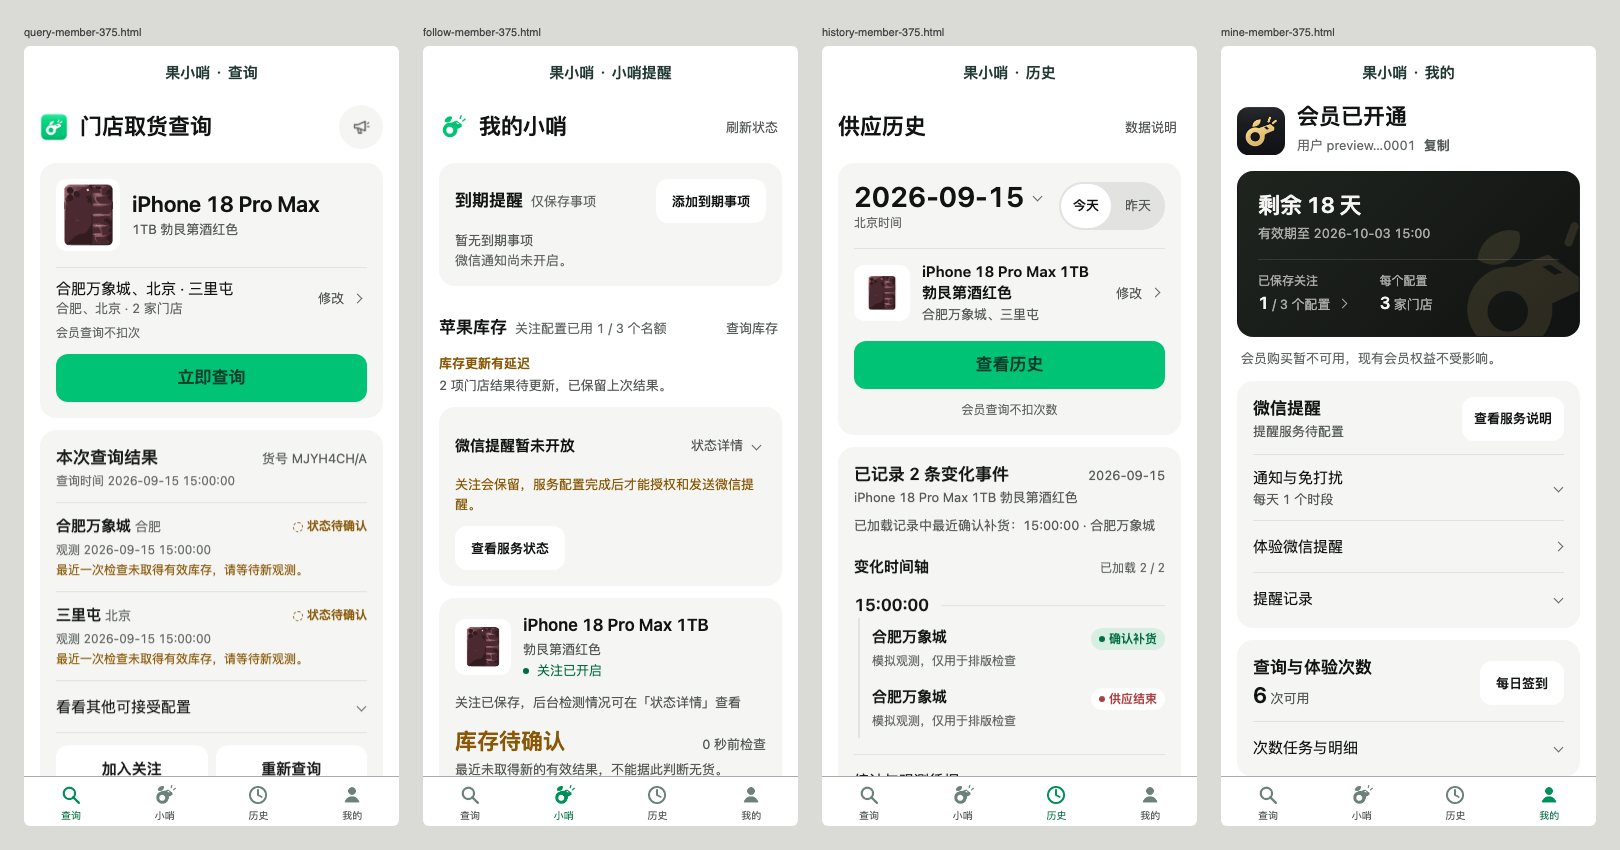 query-member-375.html
果小哨 · 查询
门店取货查询
iPhone 18 Pro Max
1TB 勃艮第酒红色
合肥万象城、北京 · 三里屯
合肥、北京 · 2 家门店
修改
会员查询不扣次
立即查询
本次查询结果
货号 MJYH4CH/A
查询时间 2026-09-15 15:00:00
合肥万象城 合肥
状态待确认
观测 2026-09-15 15:00:00
最近一次检查未取得有效库存，请等待新观测。
三里屯 北京
状态待确认
观测 2026-09-15 15:00:00
最近一次检查未取得有效库存，请等待新观测。
看看其他可接受配置
加入关注
重新查询
查询
小哨
历史
我的
follow-member-375.html
果小哨 · 小哨提醒
我的小哨
刷新状态
到期提醒 仅保存事项
添加到期事项
暂无到期事项
微信通知尚未开启。
苹果库存 关注配置已用 1 / 3 个名额
查询库存
库存更新有延迟
2 项门店结果待更新，已保留上次结果。
微信提醒暂未开放
状态详情
关注会保留，服务配置完成后才能授权和发送微信提
醒。
查看服务状态
iPhone 18 Pro Max 1TB
勃艮第酒红色
关注已开启
关注已保存，后台检测情况可在「状态详情」查看
库存待确认
0 秒前检查
最近未取得新的有效结果，不能据此判断无货。
查询
小哨
历史
我的
history-member-375.html
果小哨 · 历史
供应历史
数据说明
2026-09-15
今天
昨天
北京时间
iPhone 18 Pro Max 1TB
勃艮第酒红色
合肥万象城、三里屯
修改
查看历史
会员查询不扣次数
已记录 2 条变化事件
2026-09-15
iPhone 18 Pro Max 1TB 勃艮第酒红色
已加载记录中最近确认补货：15:00:00 · 合肥万象城
变化时间轴
已加载 2 / 2
15:00:00
合肥万象城
确认补货
模拟观测，仅用于排版检查
合肥万象城
供应结束
模拟观测，仅用于排版检查
查询
小哨
历史
我的
mine-member-375.html
果小哨 · 我的
会员已开通
用户 preview...0001 复制
剩余 18 天
有效期至 2026-10-03 15:00
已保存关注
每个配置
1 / 3 个配置
3 家门店
会员购买暂不可用，现有会员权益不受影响。
微信提醒
提醒服务待配置
查看服务说明
通知与免打扰
每天 1 个时段
体验微信提醒
提醒记录
查询与体验次数
6 次可用
每日签到
次数任务与明细
查询
小哨
历史
我的